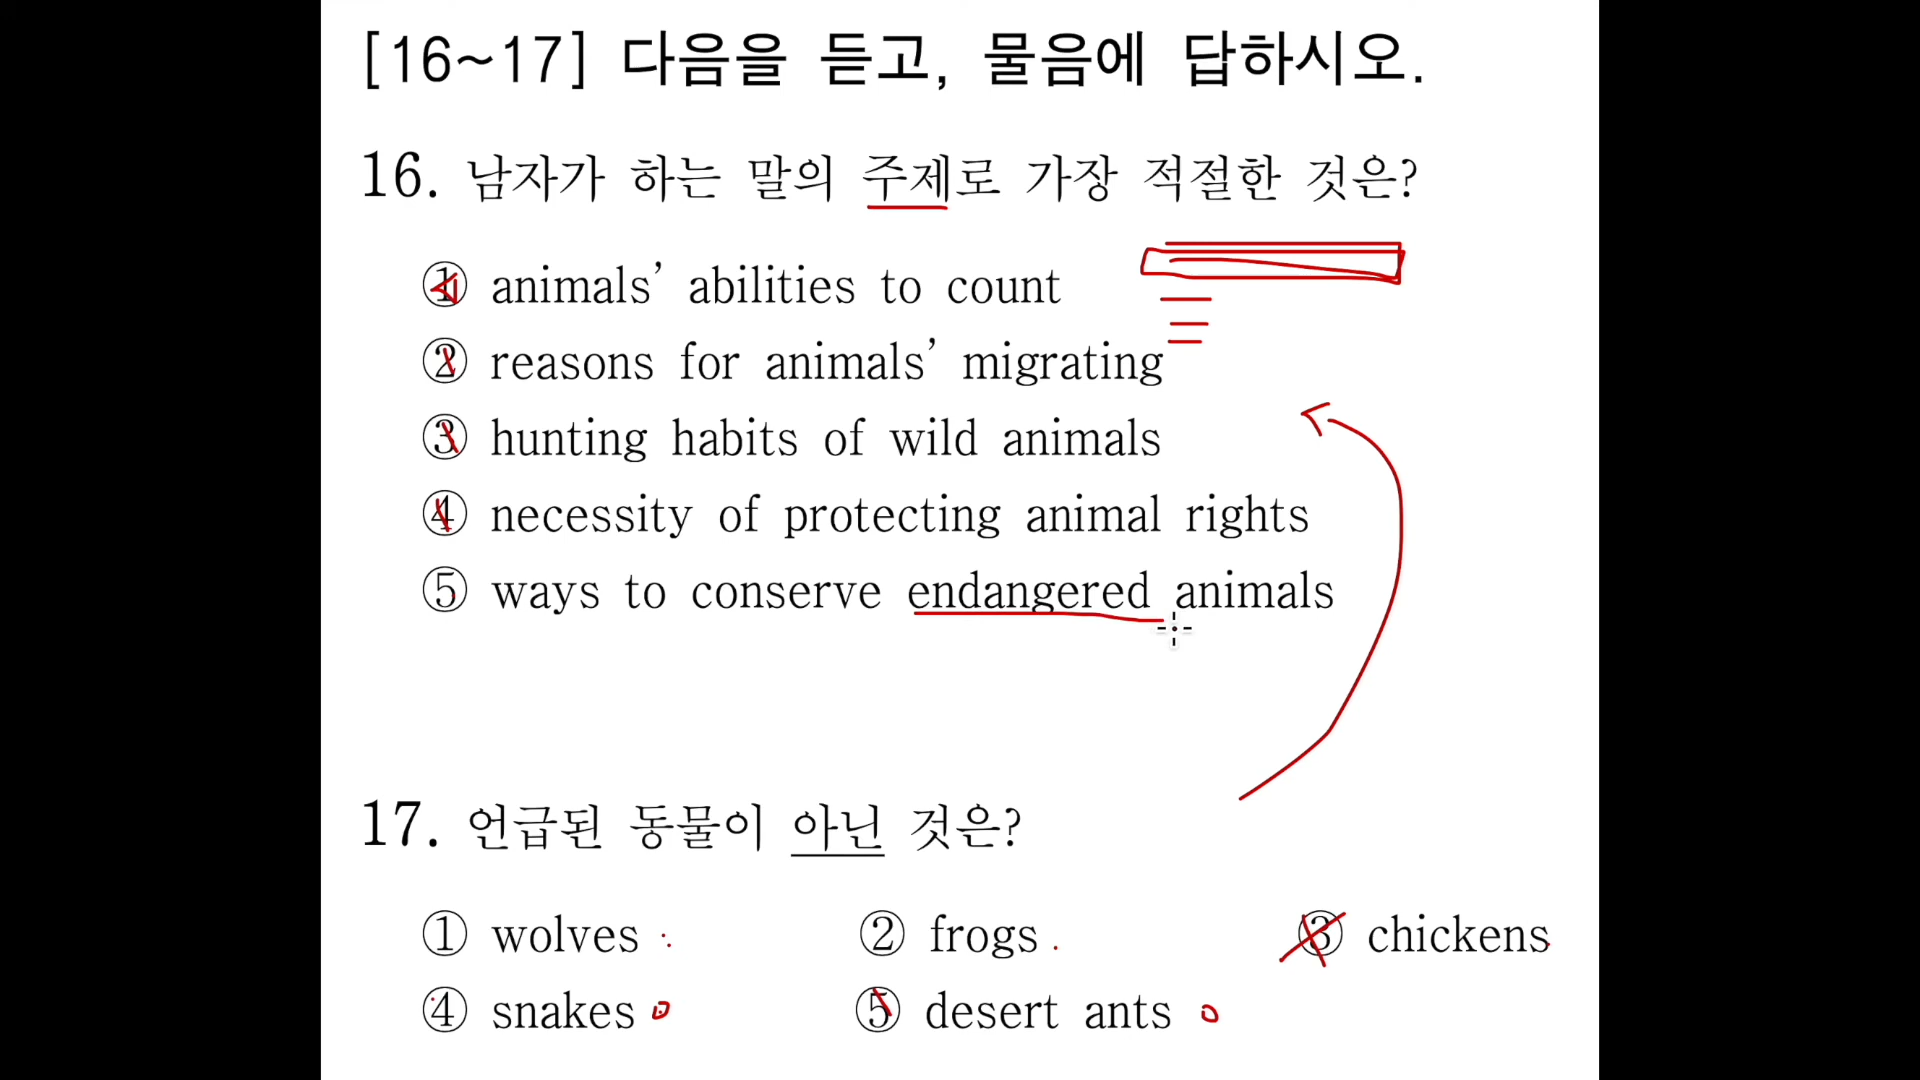 [16~17] 다음을 듣고, 물음에 답하시오.
16. 남자가 하는 말의 주제로 가장 적절한 것은?
① animals’ abilities to count
② reasons for animals’ migrating
③ hunting habits of wild animals
④ necessity of protecting animal rights
⑤ ways to conserve endangered animals
17. 언급된 동물이 아닌 것은?
① wolves ② frogs ③ chickens
④ snakes ⑤ desert ants